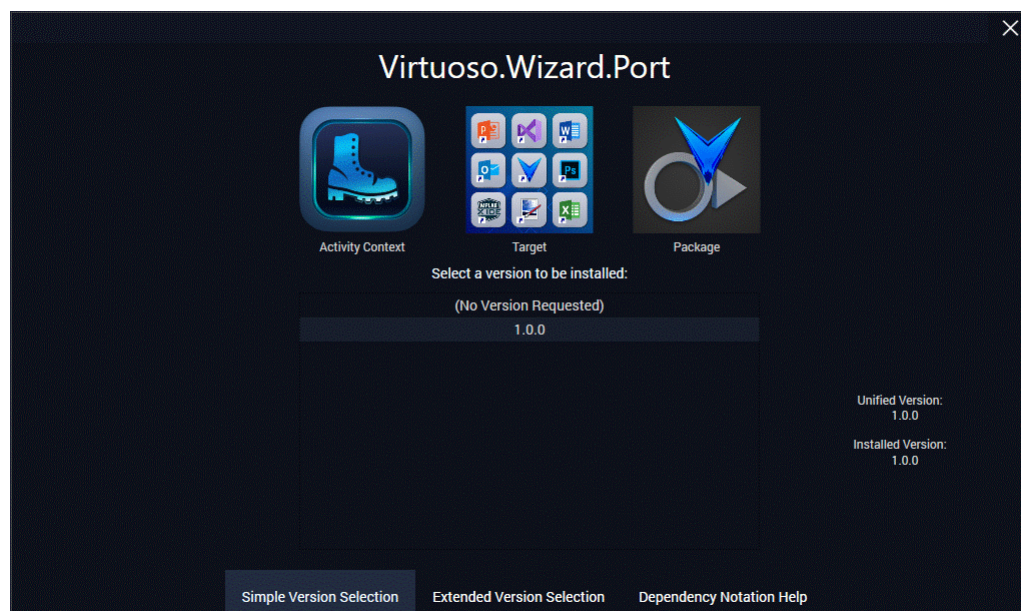 Virtuoso.Wizard.Port
Activity Context
Target
Package
Select a version to be installed:
(No Version Requested)
1.0.0
Unified Version:
1.0.0
Installed Version:
1.0.0
Simple Version Selection
Extended Version Selection
Dependency Notation Help